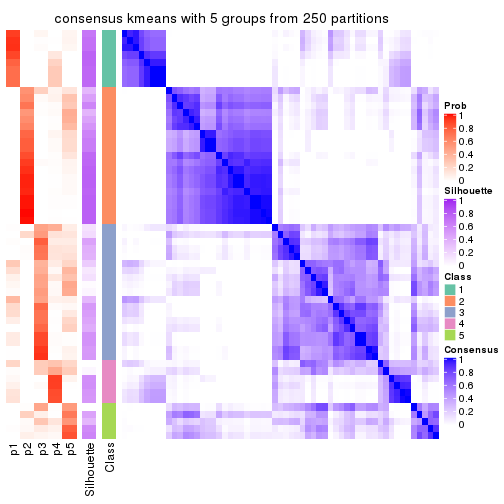 consensus kmeans with 5 groups from 250 partitions
Prob
1
0.8
0.6
0.4
0.2
0
Silhouette
1
0.8
0.6
0.4
0.2
0
Class
1
2
3
4
5
Consensus
1
0.8
0.6
0.4
0.2
0
p1
p2
p3
p4
p5
Silhouette
Class